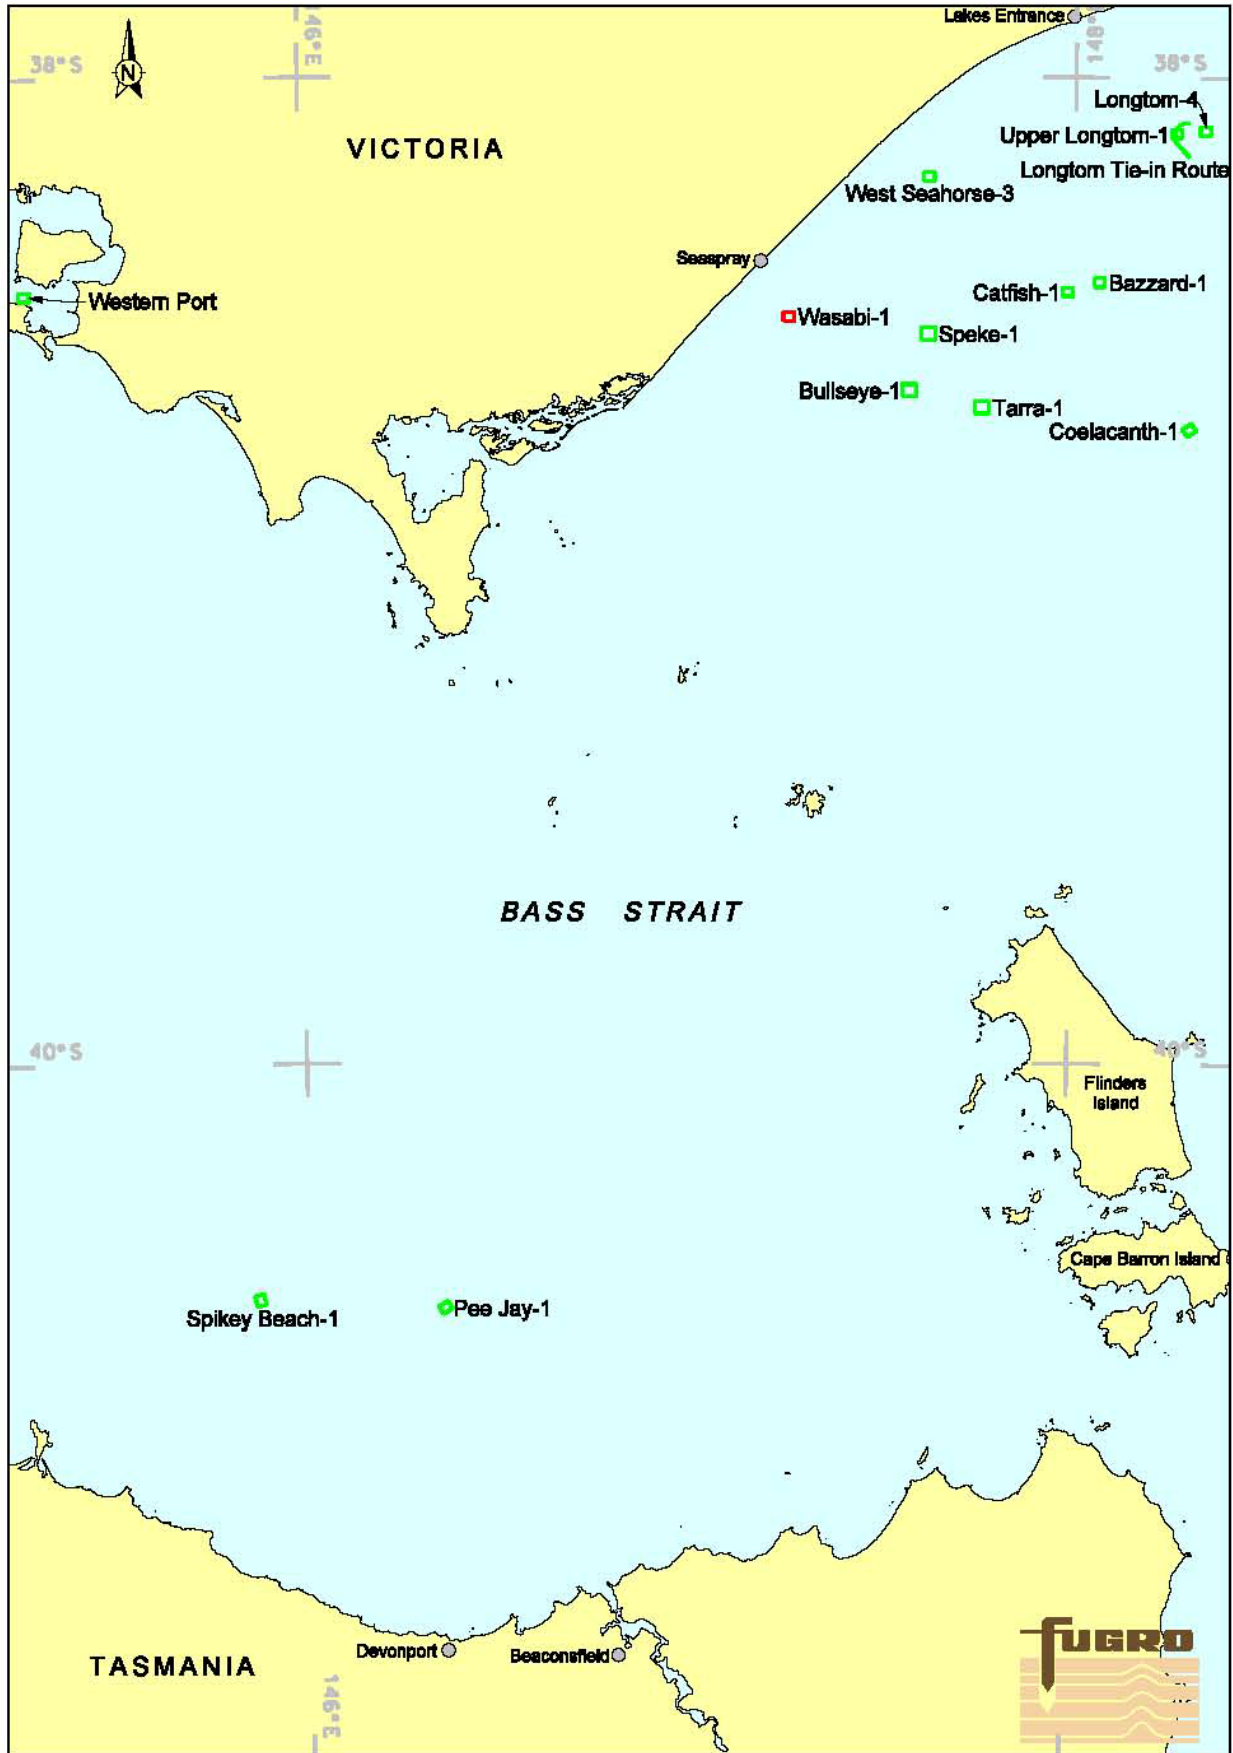 Lakes Entrance
146°E
148°
38°S
38°S
N
Longtom-4
VICTORIA
Upper Longtom-1
Longtom Tie-in Route
West Seahorse-3
Seaspray
Western Port
Catfish-1
Bazzard-1
Wasabi-1
Speke-1
Bullseye-1
Tarra-1
Coelacanth-1
BASS STRAIT
40°S
40°S
Flinders
Island
Cape Barron Island
Spikey Beach-1
Pee Jay-1
FUGRO
Devonport
Beaconsfield
TASMANIA
146°E